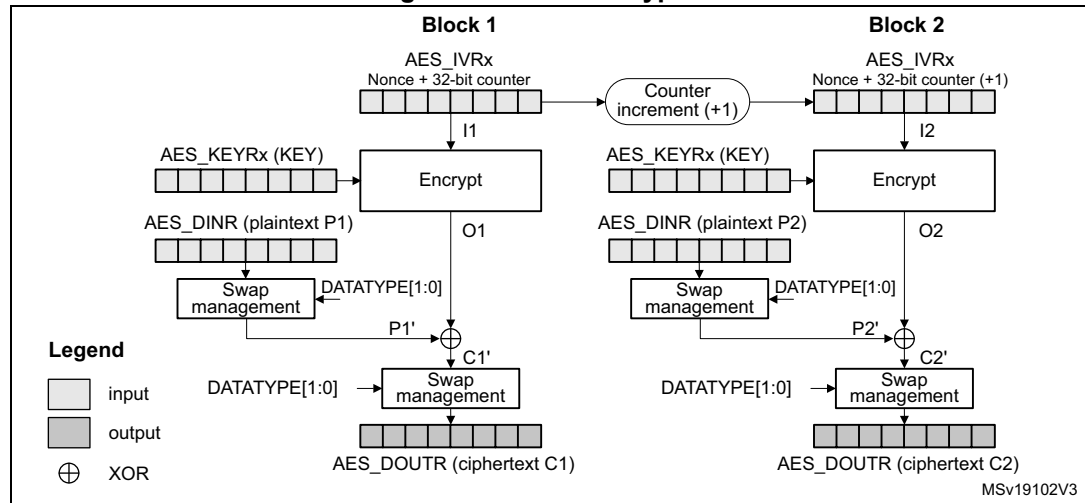 Block 1
Block 2
AES_IVRx
Nonce + 32-bit counter
AES_IVRx
Nonce + 32-bit counter (+1)
Counter
increment (+1)
I1
I2
AES_KEYRx (KEY)
Encrypt
AES_KEYRx (KEY)
Encrypt
AES_DINR (plaintext P1)
O1
AES_DINR (plaintext P2)
O2
Swap
management
DATATYPE[1:0]
Swap
management
DATATYPE[1:0]
P1'
P2'
C1'
C2'
DATATYPE[1:0]
Swap
management
DATATYPE[1:0]
Swap
management
AES_DOUTR (ciphertext C1)
AES_DOUTR (ciphertext C2)
Legend
input
output
XOR
MSv19102V3